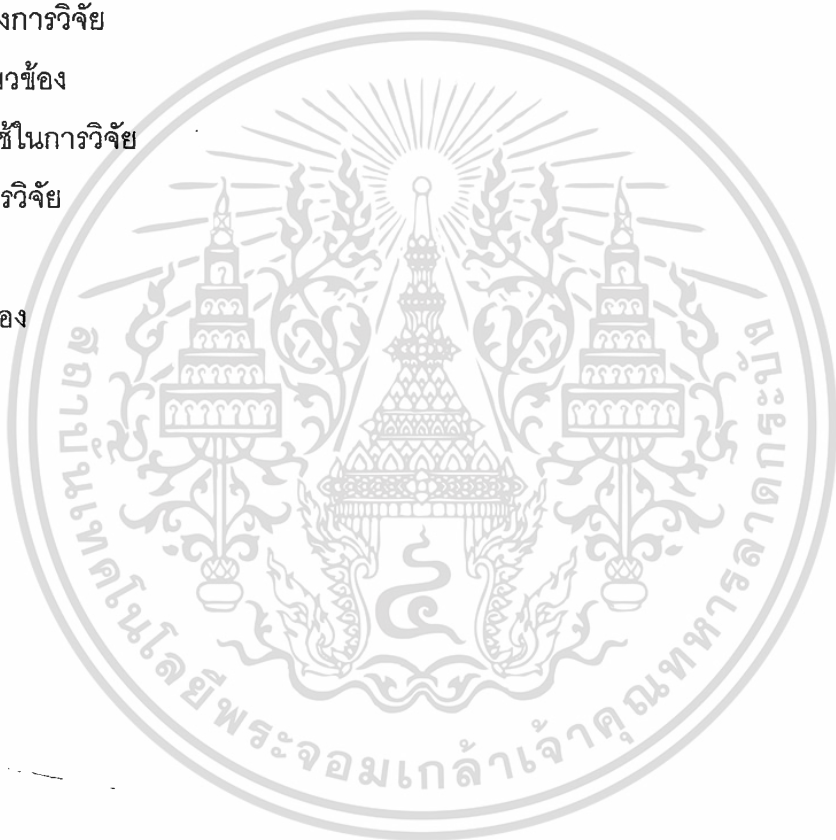 งการวิจัย
ยวข้อง
ช้ในการวิจัย
ารวิจัย
อง
สถาบันเทคโนโลยีพระจอมเกล้าเจ้าคุณทหารลาดกระบัง
๔